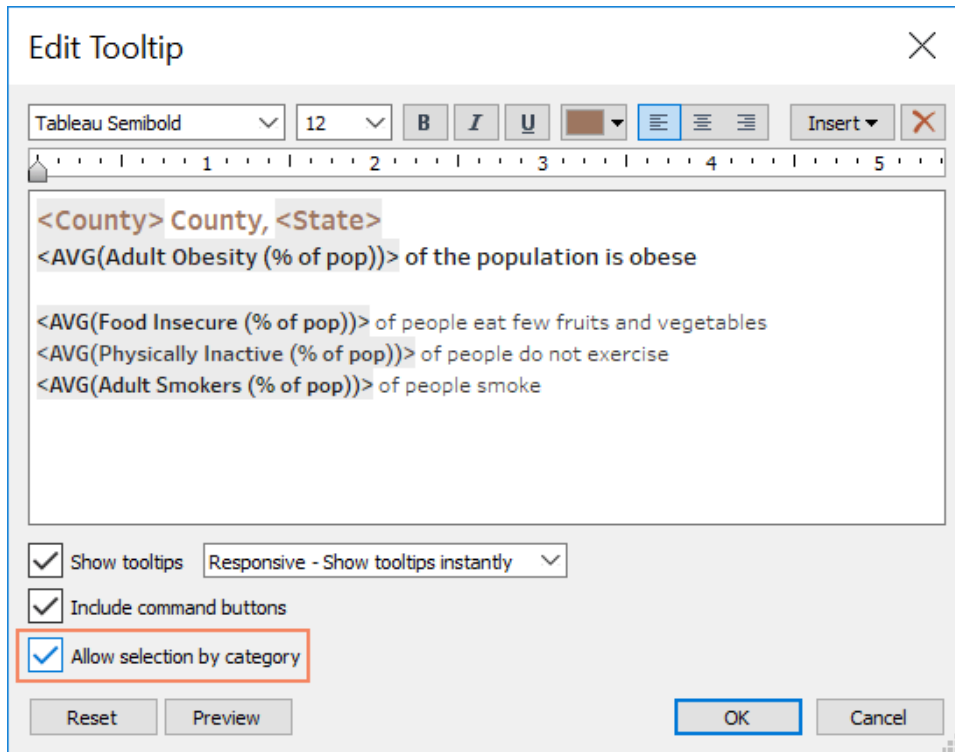 Edit Tooltip
Tableau Semibold 12 B I U Insert
1 2 3 4 5
<County> County, <State>
<AVG(Adult Obesity (% of pop))> of the population is obese
<AVG(Food Insecure (% of pop))> of people eat few fruits and vegetables
<AVG(Physically Inactive (% of pop))> of people do not exercise
<AVG(Adult Smokers (% of pop))> of people smoke
Show tooltips Responsive - Show tooltips instantly
Include command buttons
Allow selection by category
Reset Preview OK Cancel